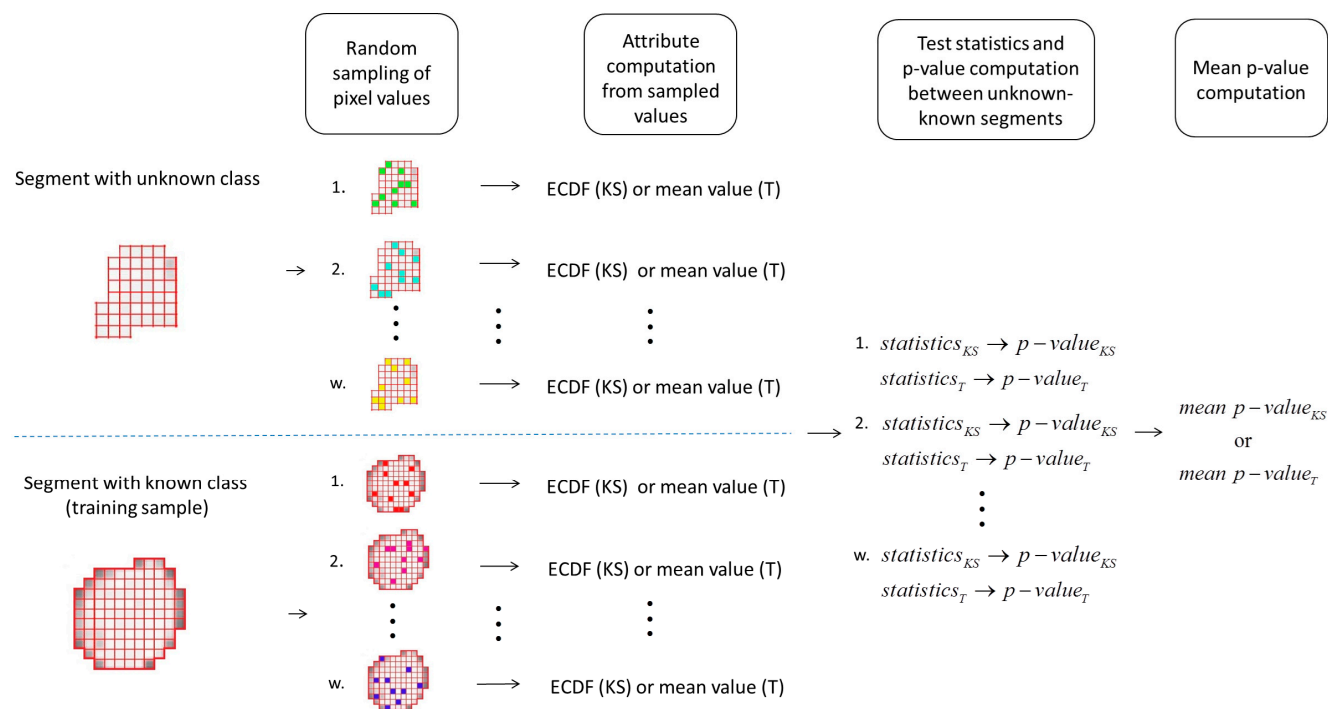 Random
sampling of
pixel values
Attribute
computation
from sampled
values
Test statistics and
p-value computation
between unknown-
known segments
Mean p-value
computation
Segment with unknown class
1.
ECDF (KS) or mean value (T)
2.
ECDF (KS) or mean value (T)
w.
ECDF (KS) or mean value (T)
Segment with known class
(training sample)
1.
ECDF (KS) or mean value (T)
2.
ECDF (KS) or mean value (T)
w.
ECDF (KS) or mean value (T)
1. statistics_KS → p − value_KS
statistics_T → p − value_T
2. statistics_KS → p − value_KS
statistics_T → p − value_T
w. statistics_KS → p − value_KS
statistics_T → p − value_T
mean p − value_KS
or
mean p − value_T